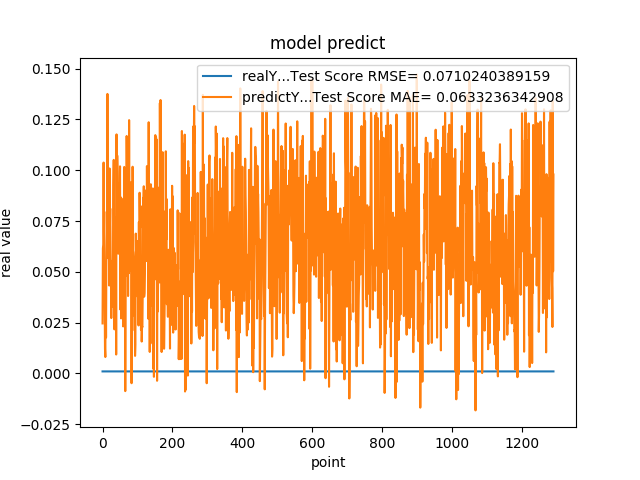 model predict
realY...Test Score RMSE= 0.0710240389159
predictY...Test Score MAE= 0.0633236342908
0.150
0.125
0.100
0.075
0.050
0.025
0.000
−0.025
real value
0 200 400 600 800 1000 1200
point